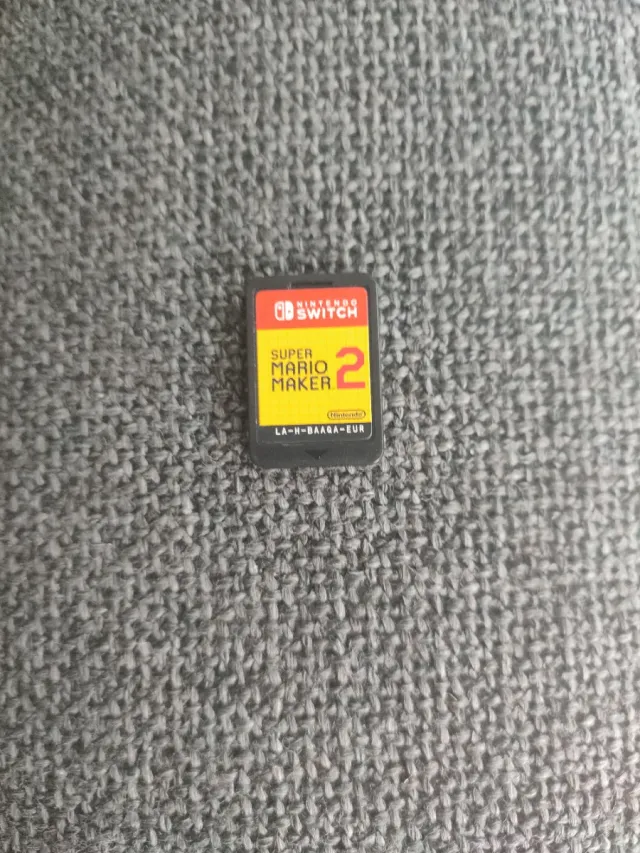 NINTENDO
SWITCH
SUPER
MARIO
MAKER 2
Nintendo
LA-H-BAAQA-EUR